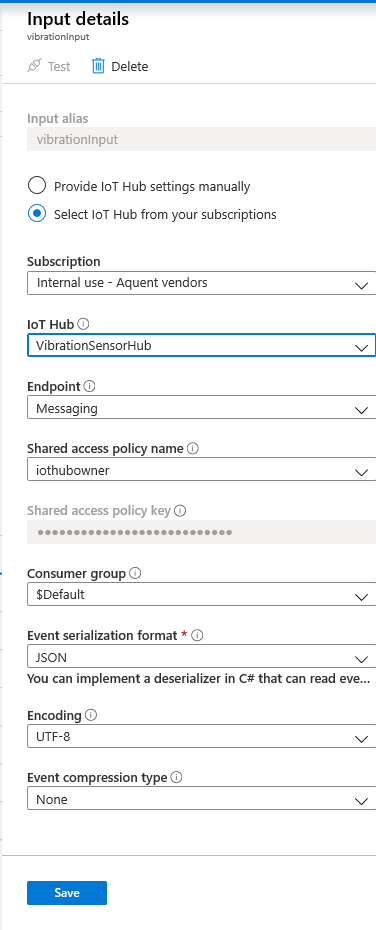 Input details
vibrationInput
Test
Delete
Input alias
vibrationInput
Provide IoT Hub settings manually
Select IoT Hub from your subscriptions
Subscription
Internal use - Aquent vendors
IoT Hub
VibrationSensorHub
Endpoint
Messaging
Shared access policy name
iothubowner
Shared access policy key
••••••••••••••••••••••••••••
Consumer group
$Default
Event serialization format *
JSON
You can implement a deserializer in C# that can read eve...
Encoding
UTF-8
Event compression type
None
Save